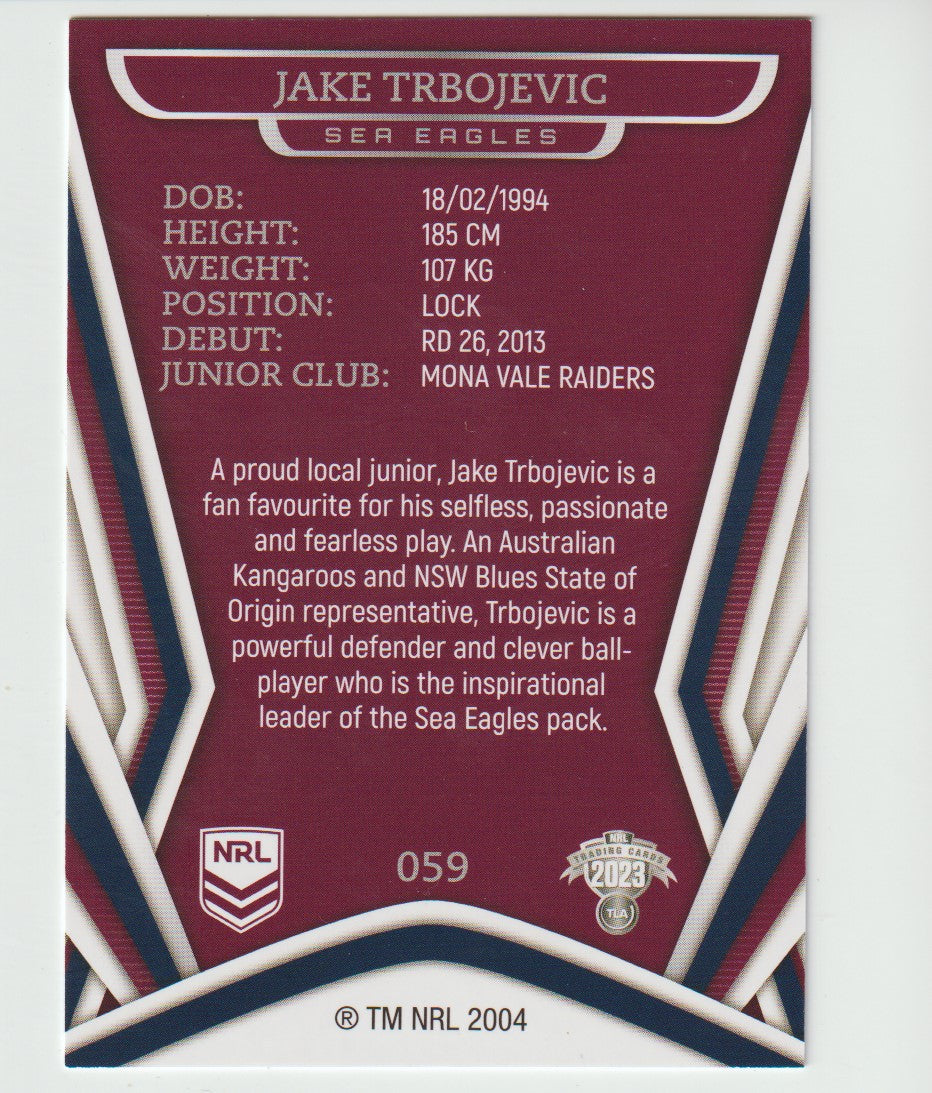 JAKE TRBOJEVIC
SEA EAGLES
DOB: 18/02/1994
HEIGHT: 185 CM
WEIGHT: 107 KG
POSITION: LOCK
DEBUT: RD 26, 2013
JUNIOR CLUB: MONA VALE RAIDERS
A proud local junior, Jake Trbojevic is a
fan favourite for his selfless, passionate
and fearless play. An Australian
Kangaroos and NSW Blues State of
Origin representative, Trbojevic is a
powerful defender and clever ball-
player who is the inspirational
leader of the Sea Eagles pack.
NRL
059
NRL
TRADING CARDS
2023
TLA
® TM NRL 2004